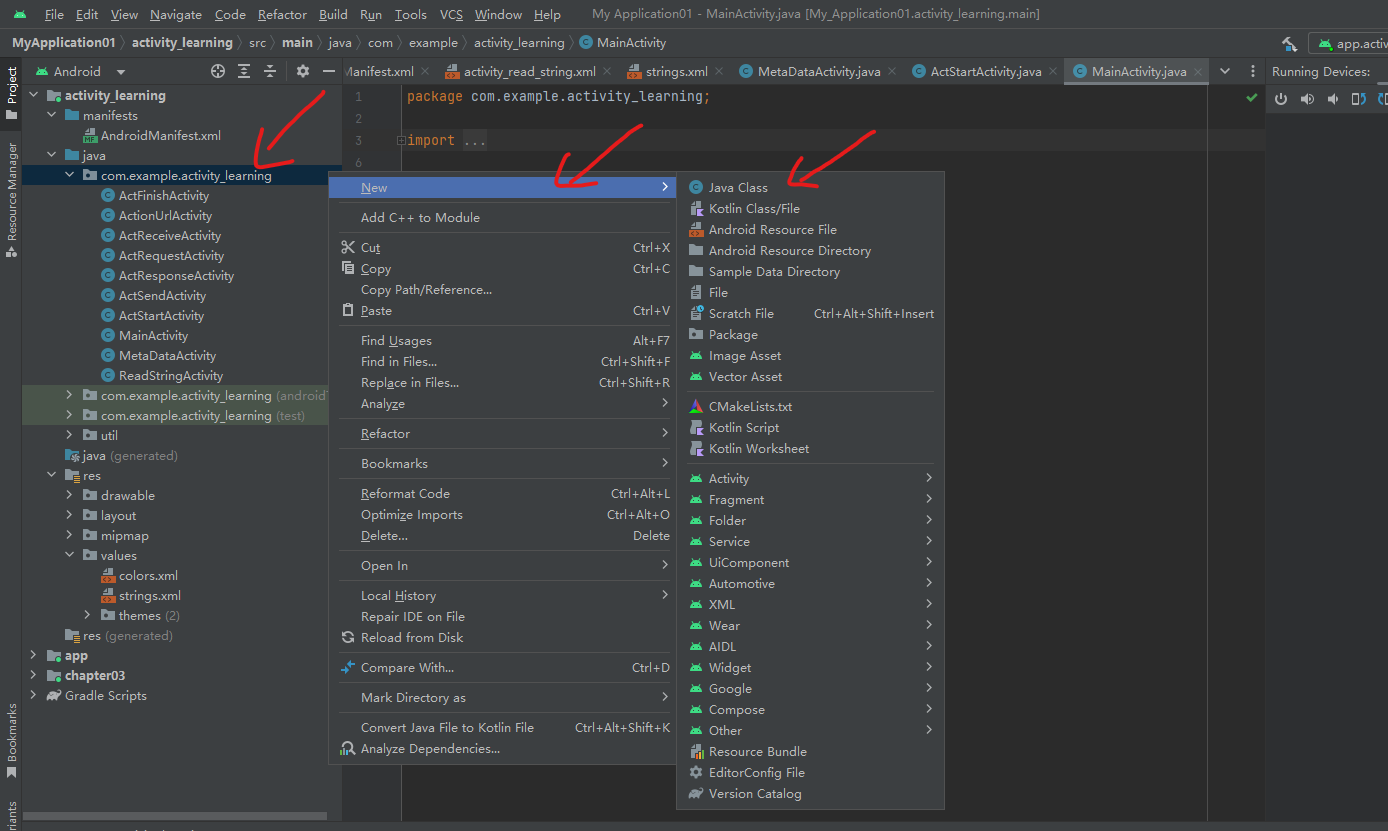 File Edit View Navigate Code Refactor Build Run Tools VCS Window Help My Application01 - MainActivity.java [My_Application01.activity_learning.main]
MyApplication01 activity_learning src main java com example activity_learning MainActivity app.activ
Project
Android
Manifest.xml activity_read_string.xml strings.xml MetaDataActivity.java ActStartActivity.java MainActivity.java Running Devices:
activity_learning
manifests
AndroidManifest.xml
java
com.example.activity_learning
ActFinishActivity
ActionUrlActivity
ActReceiveActivity
ActRequestActivity
ActResponseActivity
ActSendActivity
ActStartActivity
MainActivity
MetaDataActivity
ReadStringActivity
com.example.activity_learning (android
com.example.activity_learning (test)
util
java (generated)
res
drawable
layout
mipmap
values
colors.xml
strings.xml
themes (2)
res (generated)
app
chapter03
Gradle Scripts
Resource Manager
Bookmarks
riants
1 package com.example.activity_learning;
2
3 import ...
6
New
Add C++ to Module
Cut Ctrl+X
Copy Ctrl+C
Copy Path/Reference...
Paste Ctrl+V
Find Usages Alt+F7
Find in Files... Ctrl+Shift+F
Replace in Files... Ctrl+Shift+R
Analyze
Refactor
Bookmarks
Reformat Code Ctrl+Alt+L
Optimize Imports Ctrl+Alt+O
Delete... Delete
Open In
Local History
Repair IDE on File
Reload from Disk
Compare With... Ctrl+D
Mark Directory as
Convert Java File to Kotlin File Ctrl+Alt+Shift+K
Analyze Dependencies...
Java Class
Kotlin Class/File
Android Resource File
Android Resource Directory
Sample Data Directory
File
Scratch File Ctrl+Alt+Shift+Insert
Package
Image Asset
Vector Asset
CMakeLists.txt
Kotlin Script
Kotlin Worksheet
Activity
Fragment
Folder
Service
UiComponent
Automotive
XML
Wear
AIDL
Widget
Google
Compose
Other
Resource Bundle
EditorConfig File
Version Catalog